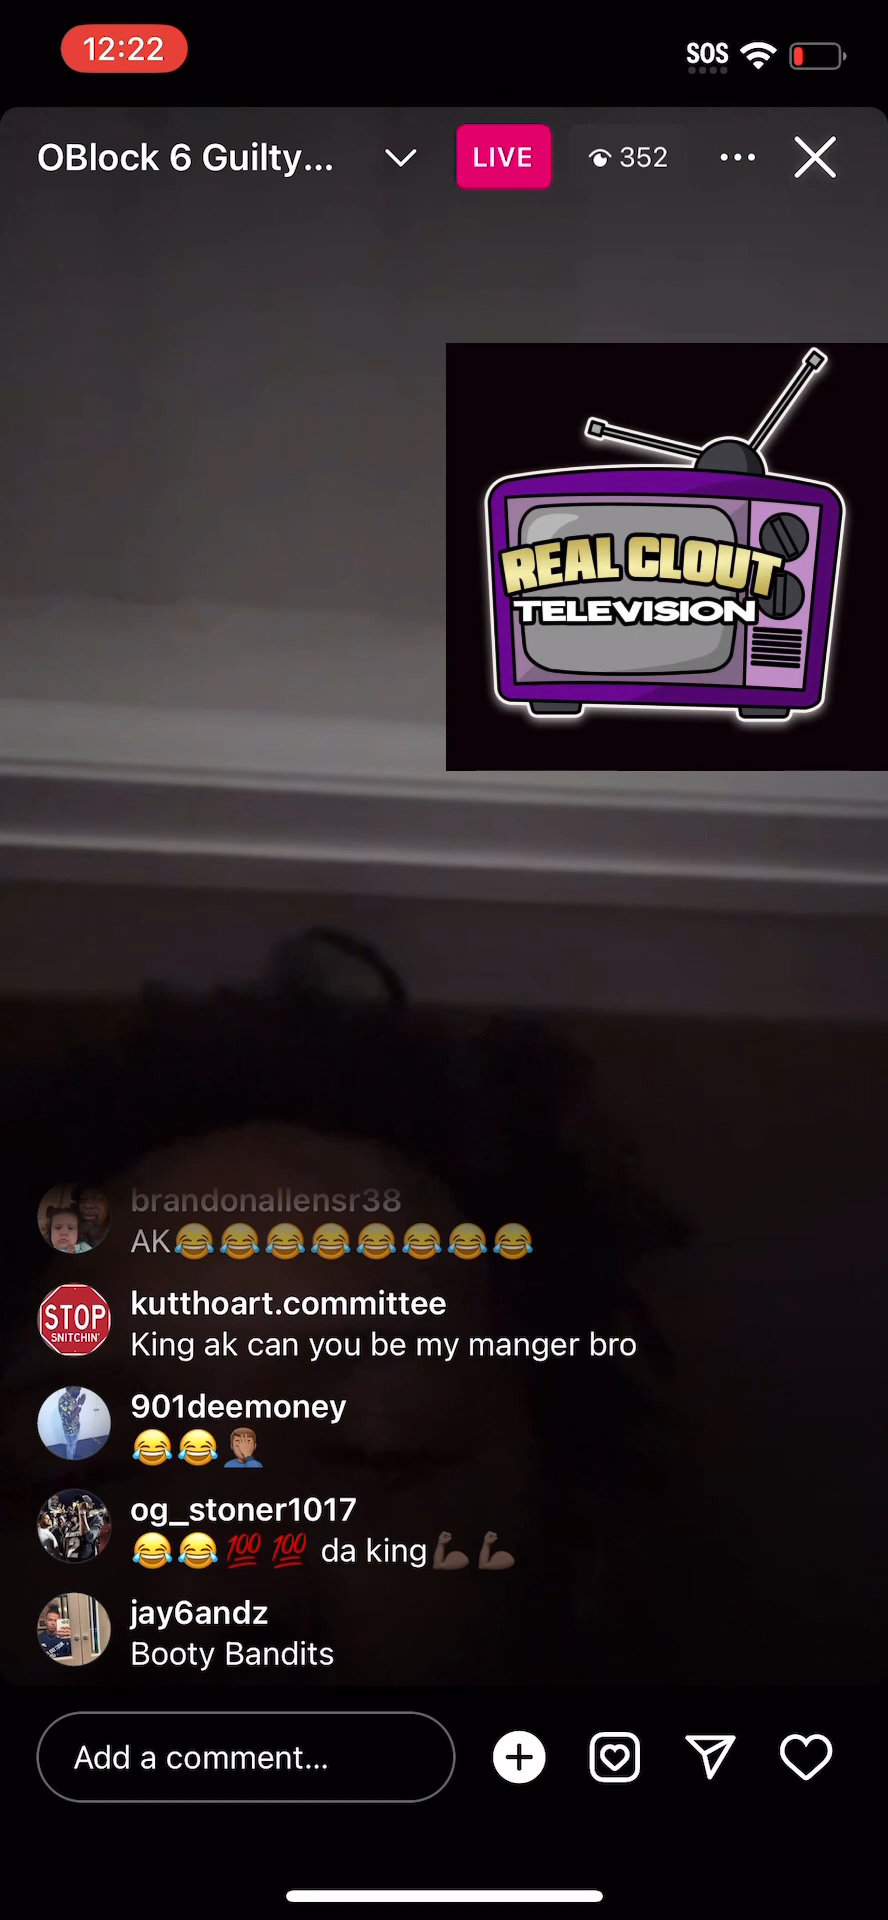 12:22
SOS
OBlock 6 Guilty...
LIVE
352
REAL CLOUT
TELEVISION
brandonallensr38
AK😂😂😂😂😂😂😂😂
STOP
SNITCHIN'
kutthoart.committee
King ak can you be my manger bro
901deemoney
😂😂🤦🏽‍♂️
og_stoner1017
😂😂💯💯 da king💪🏿💪🏿
jay6andz
Booty Bandits
Add a comment...